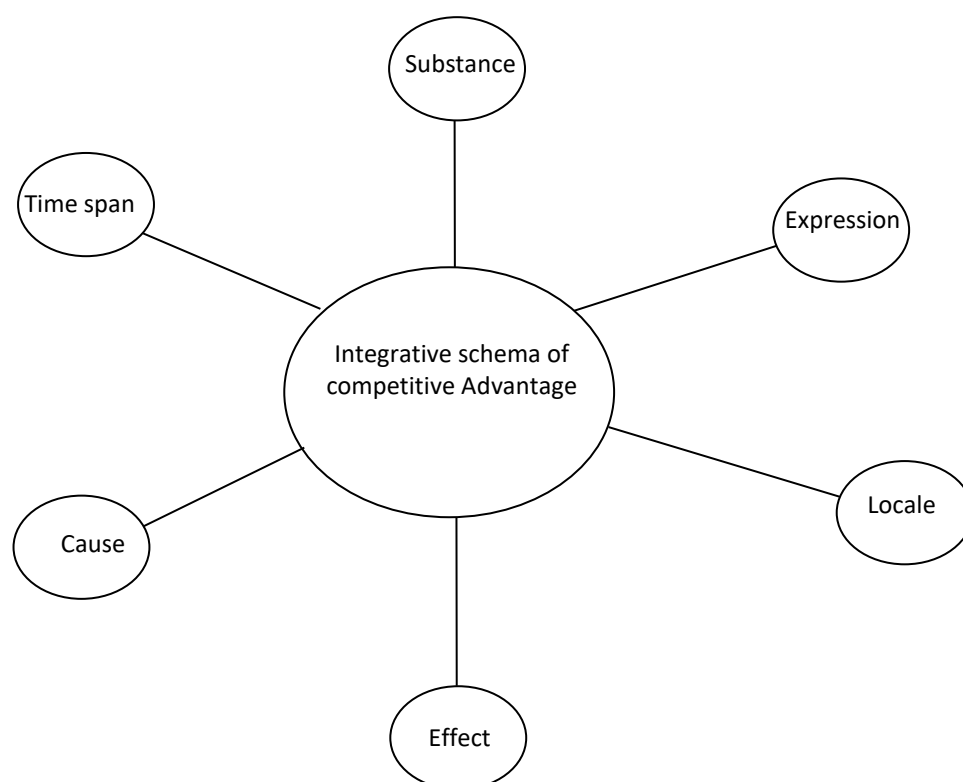 Substance
Time span
Expression
Integrative schema of
competitive Advantage
Locale
Cause
Effect